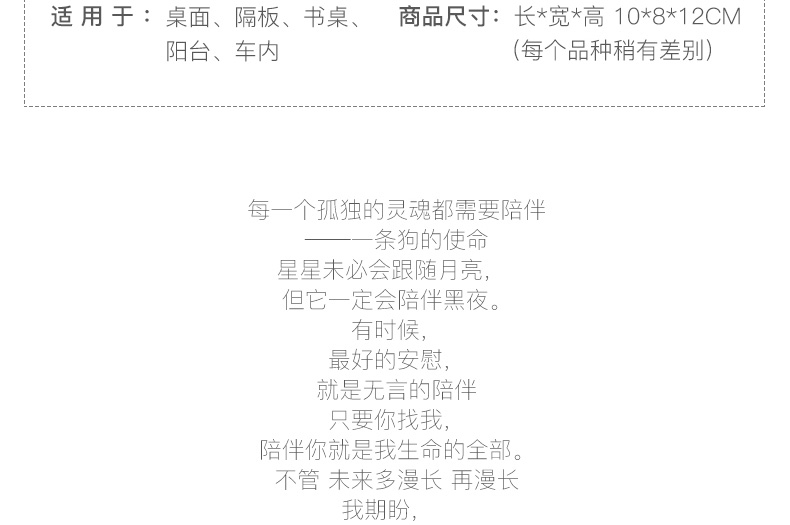 适 用 于 ： 桌面、隔板、书桌、 商品尺寸： 长*宽*高 10*8*12CM
阳台、车内 （每个品种稍有差别）
每一个孤独的灵魂都需要陪伴
——一条狗的使命
星星未必会跟随月亮，
但它一定会陪伴黑夜。
有时候，
最好的安慰，
就是无言的陪伴
只要你找我，
陪伴你就是我生命的全部。
不管 未来多漫长 再漫长
我期盼，